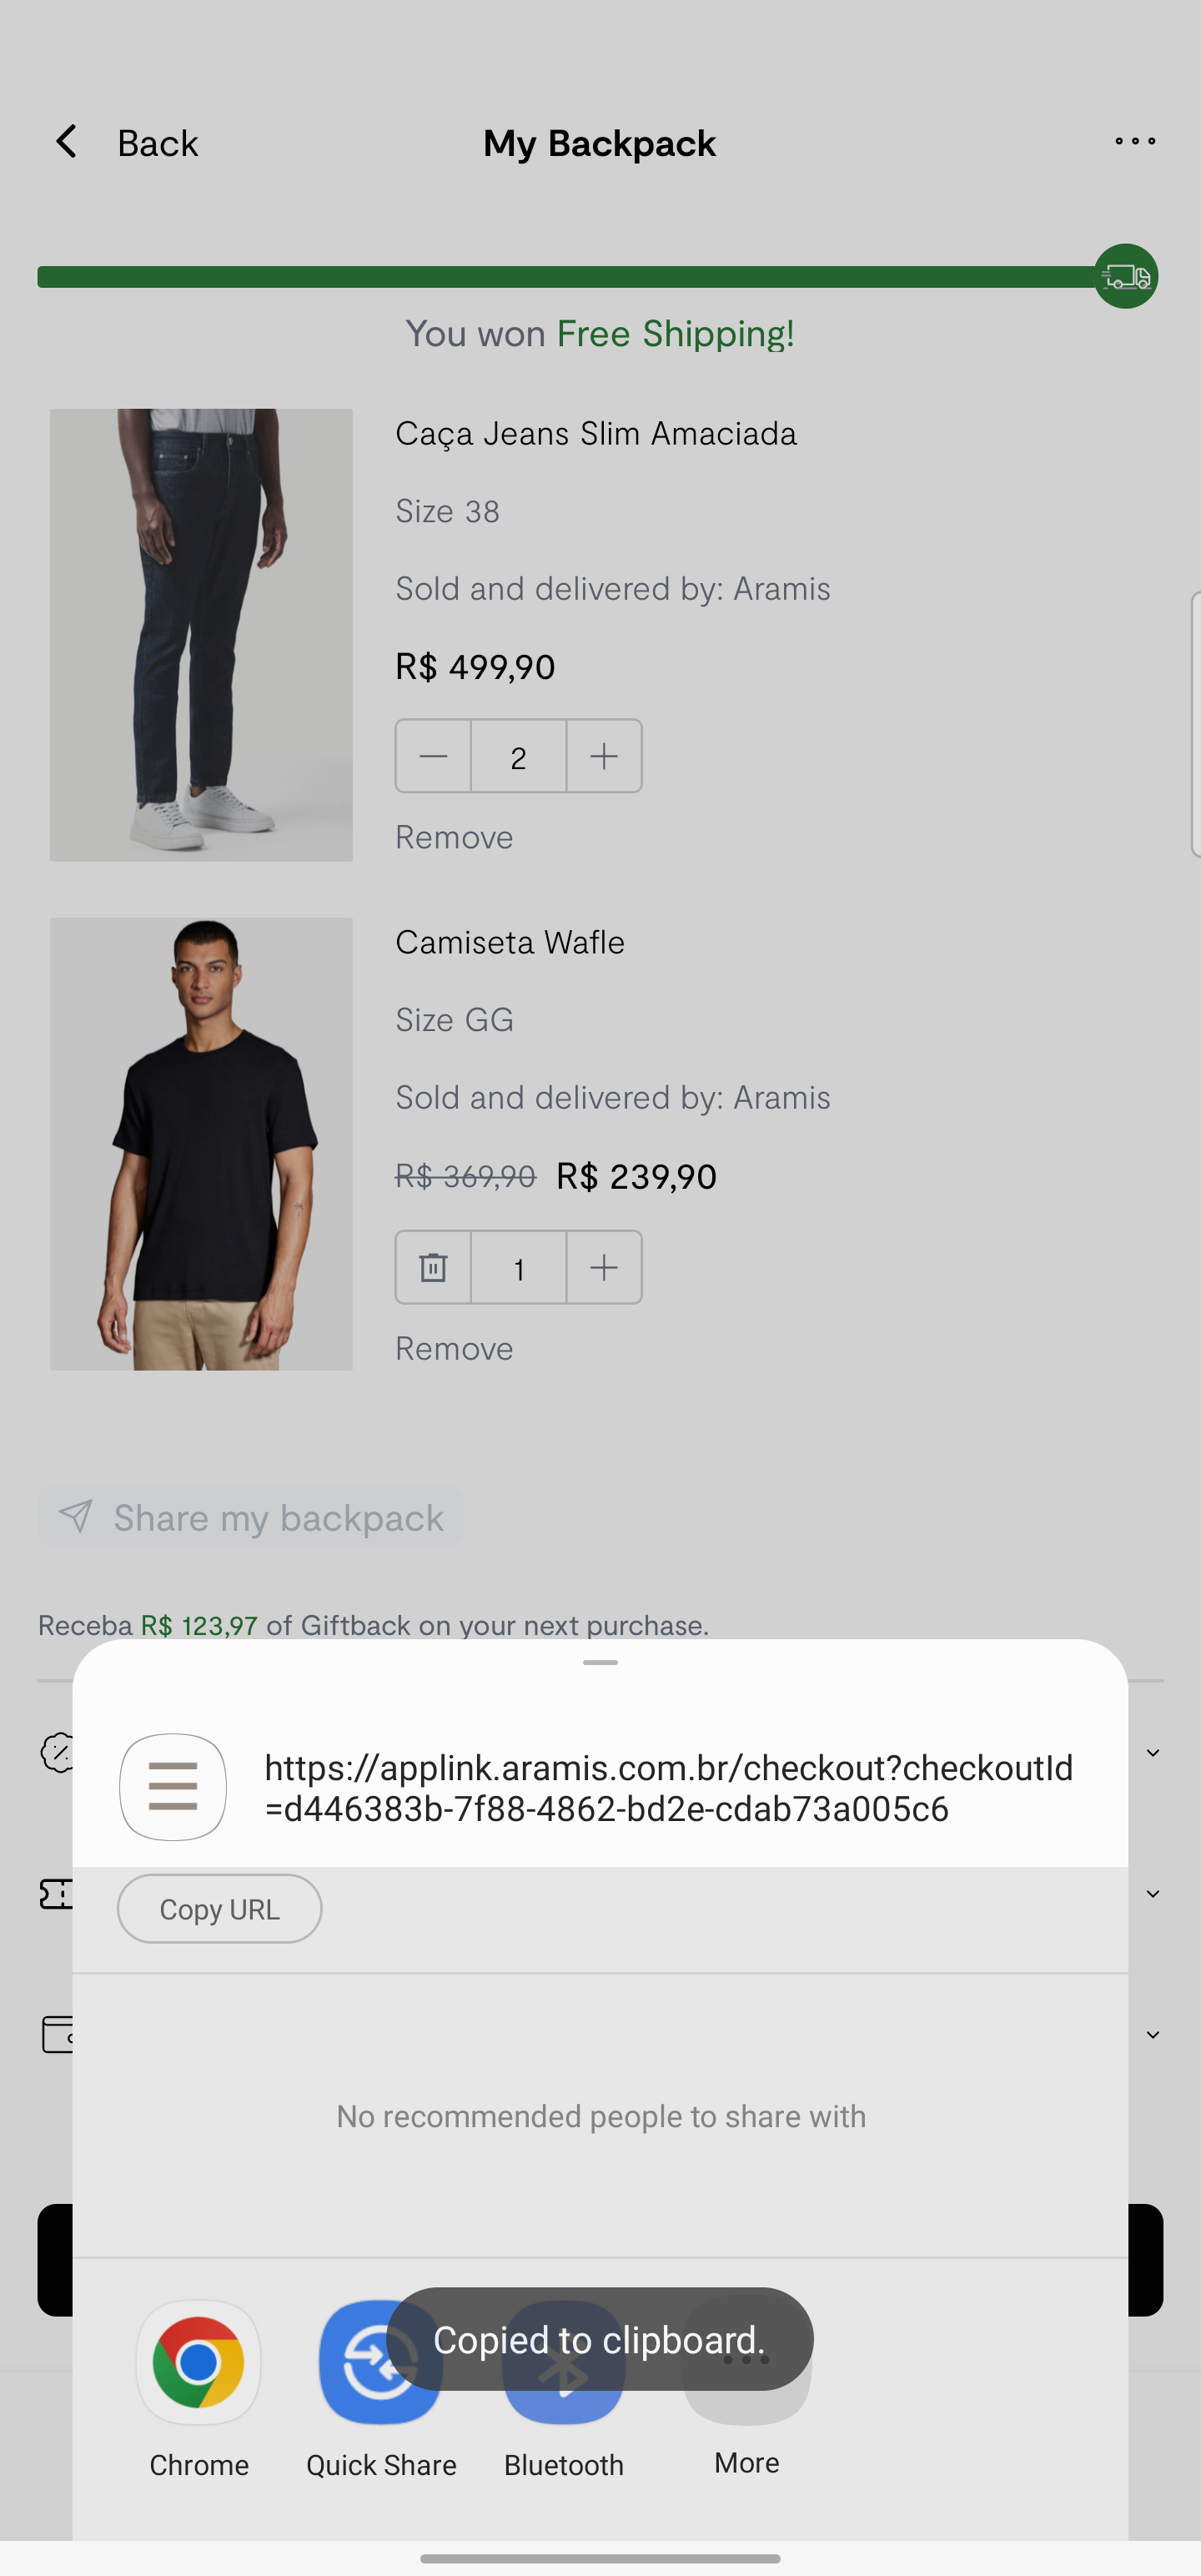 Back
My Backpack
You won Free Shipping!
Caça Jeans Slim Amaciada
Size 38
Sold and delivered by: Aramis
R$ 499,90
2
Remove
Camiseta Wafle
Size GG
Sold and delivered by: Aramis
R$ 369,90 R$ 239,90
1
Remove
Share my backpack
Receba R$ 123,97 of Giftback on your next purchase.
https://applink.aramis.com.br/checkout?checkoutId
=d446383b-7f88-4862-bd2e-cdab73a005c6
Copy URL
No recommended people to share with
Copied to clipboard.
Chrome
Quick Share
Bluetooth
More